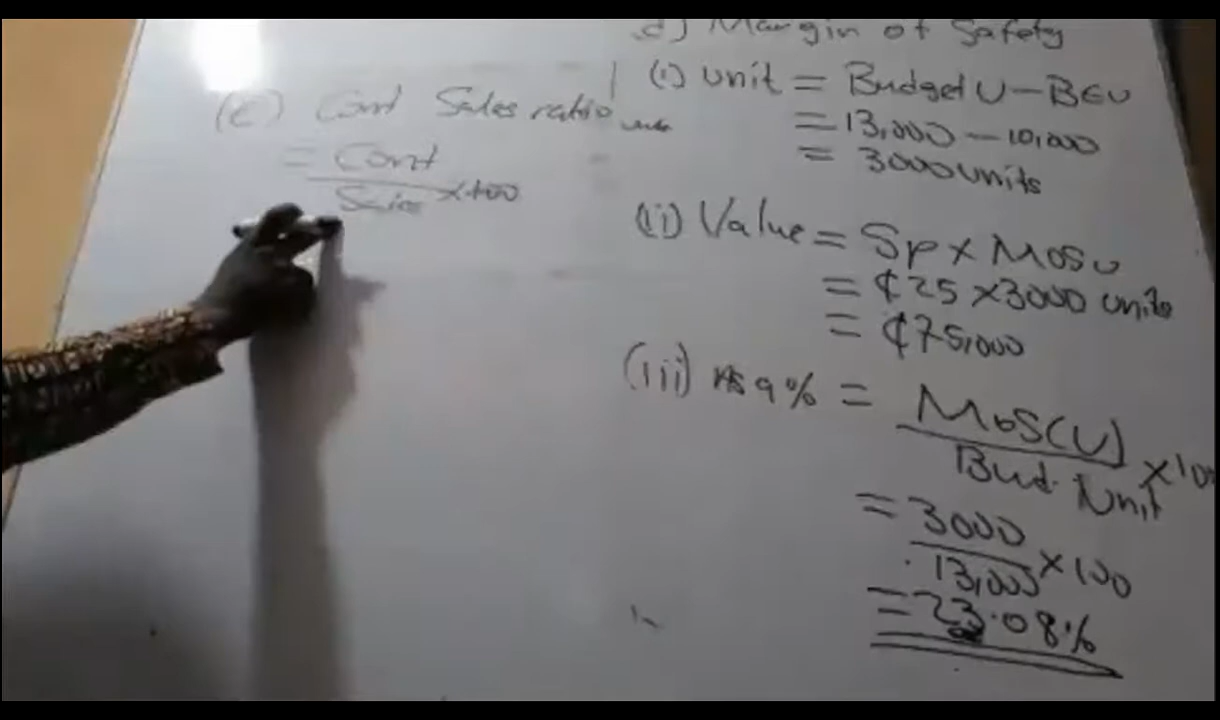 (E) Cont Sales ratio
= Cont
Sales ×100
d) Margin of Safety
(i) unit = Budget U - BEU
= 13,000 - 10,000
= 3000 units
(ii) Value = Sp × MOSU
= ¢25 × 3000 units
= ¢75,000
(iii) As a % = MOS(U)
Bud. Unit ×100
= 3000
13,000 ×100
= 23.08%